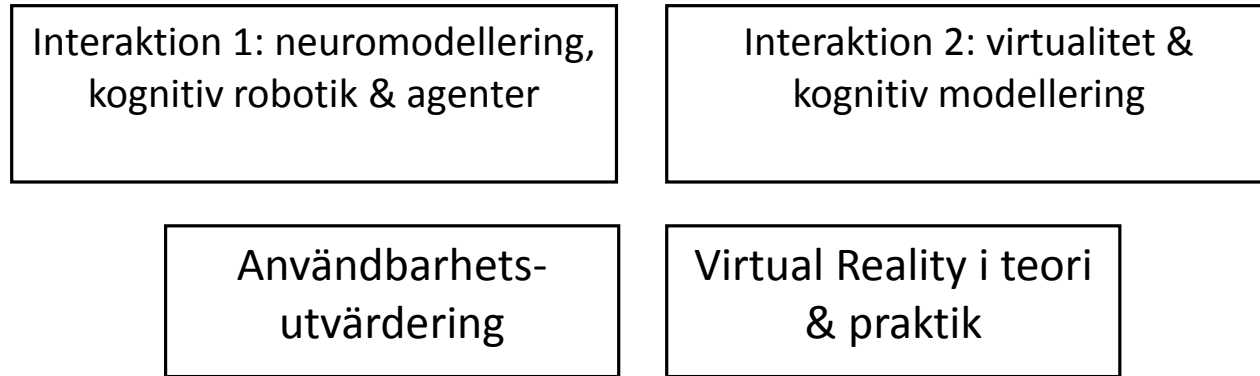 Interaktion 1: neuromodellering,
kognitiv robotik & agenter
Interaktion 2: virtualitet &
kognitiv modellering
Användbarhets-
utvärdering
Virtual Reality i teori
& praktik